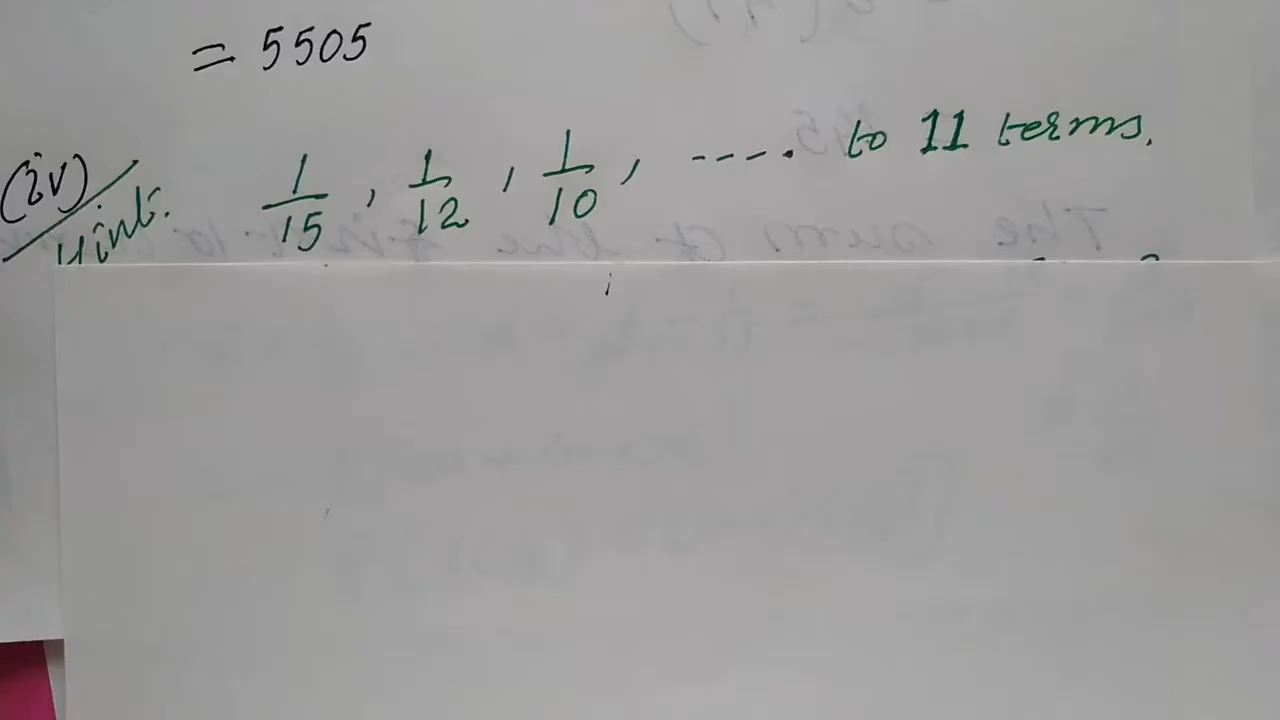 = 5505
(iv) 1/15, 1/12, 1/10, ---- . to 11 terms.
Hint.